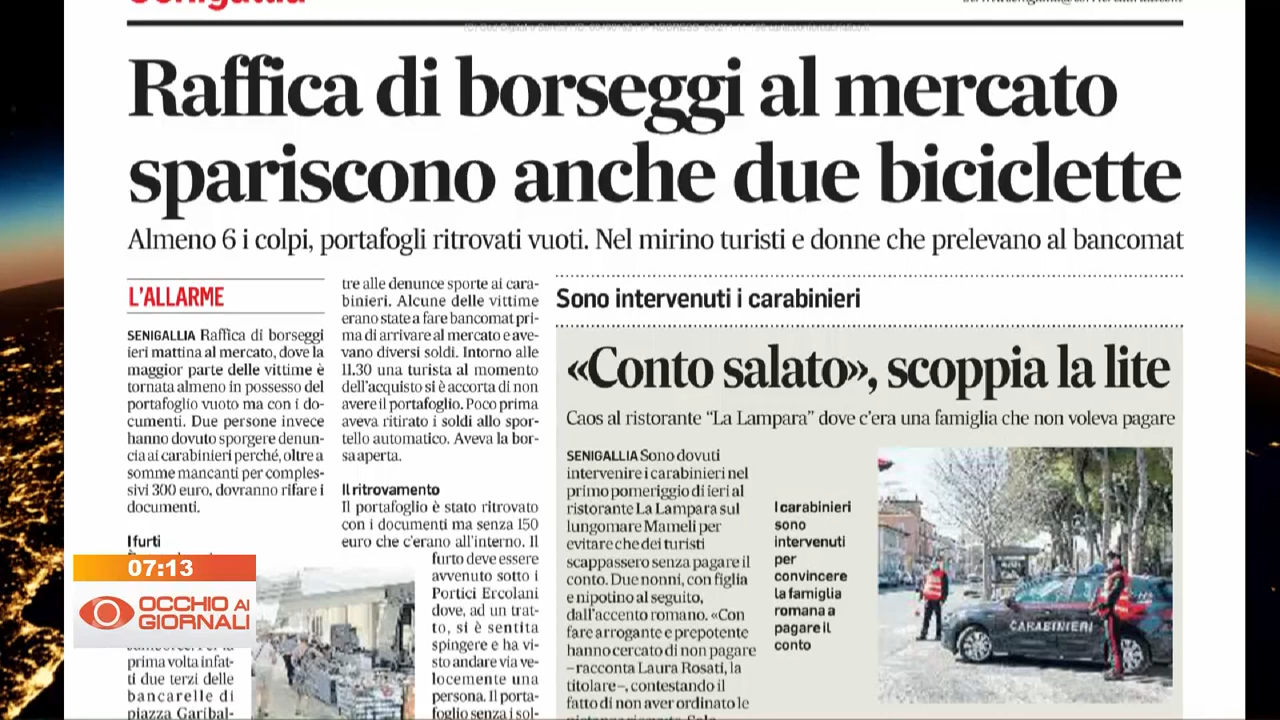 Senigallia
Raffica di borseggi al mercato
spariscono anche due biciclette
Almeno 6 i colpi, portafogli ritrovati vuoti. Nel mirino turisti e donne che prelevano al bancomat
L'ALLARME
SENIGALLIA Raffica di borseggi
ieri mattina al mercato, dove la
maggior parte delle vittime è
tornata almeno in possesso del
portafoglio vuoto ma con i do-
cumenti. Due persone invece
hanno dovuto sporgere denun-
cia ai carabinieri perché, oltre a
somme mancanti per comples-
sivi 300 euro, dovranno rifare i
documenti.
I furti
prima volta infat-
ti due terzi delle
bancarelle di
piazza Garibal-
tre alle denunce sporte ai cara-
binieri. Alcune delle vittime
erano state a fare bancomat pri-
ma di arrivare al mercato e ave-
vano diversi soldi. Intorno alle
11.30 una turista al momento
dell'acquisto si è accorta di non
avere il portafoglio. Poco prima
aveva ritirato i soldi allo spor-
tello automatico. Aveva la bor-
sa aperta.
Il ritrovamento
Il portafoglio è stato ritrovato
con i documenti ma senza 150
euro che c'erano all'interno. Il
furto deve essere
avvenuto sotto i
Portici Ercolani
dove, ad un trat-
to, si è sentita
spingere e ha vi-
sto andare via ve-
locemente una
persona. Il porta-
foglio senza i sol-
Sono intervenuti i carabinieri
«Conto salato», scoppia la lite
Caos al ristorante “La Lampara” dove c'era una famiglia che non voleva pagare
SENIGALLIA Sono dovuti
intervenire i carabinieri nel
primo pomeriggio di ieri al
ristorante La Lampara sul
lungomare Mameli per
evitare che dei turisti
scappassero senza pagare il
conto. Due nonni, con figlia
e nipotino al seguito,
dall'accento romano. «Con
fare arrogante e prepotente
hanno cercato di non pagare
–racconta Laura Rosati, la
titolare–, contestando il
fatto di non aver ordinato le
I carabinieri
sono
intervenuti
per
convincere
la famiglia
romana a
pagare il
conto
CARABINIERI
07:13
OCCHIO AI
GIORNALI